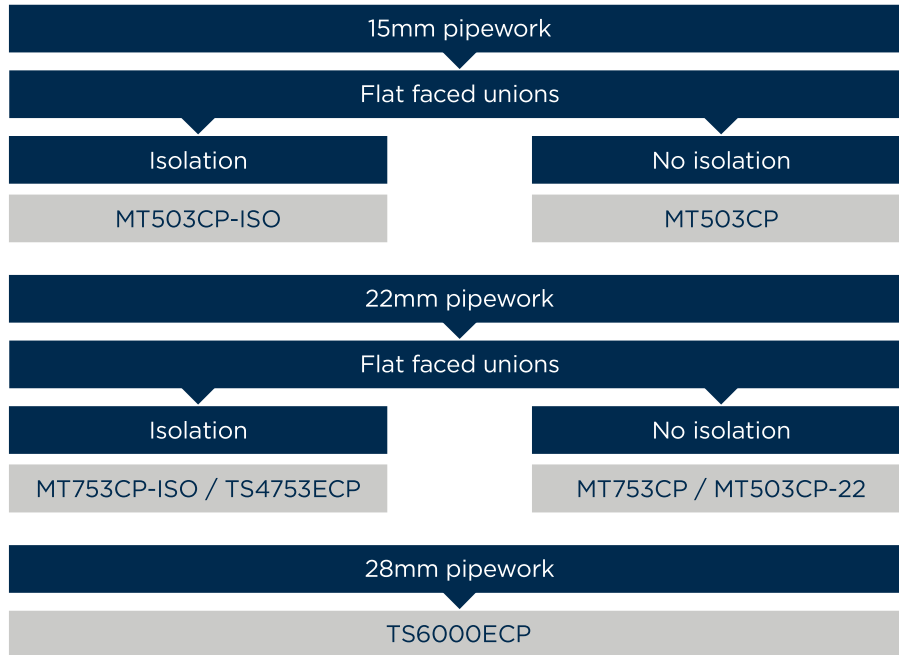 15mm pipework
Flat faced unions
Isolation
No isolation
MT503CP-ISO
MT503CP
22mm pipework
Flat faced unions
Isolation
No isolation
MT753CP-ISO / TS4753ECP
MT753CP / MT503CP-22
28mm pipework
TS6000ECP